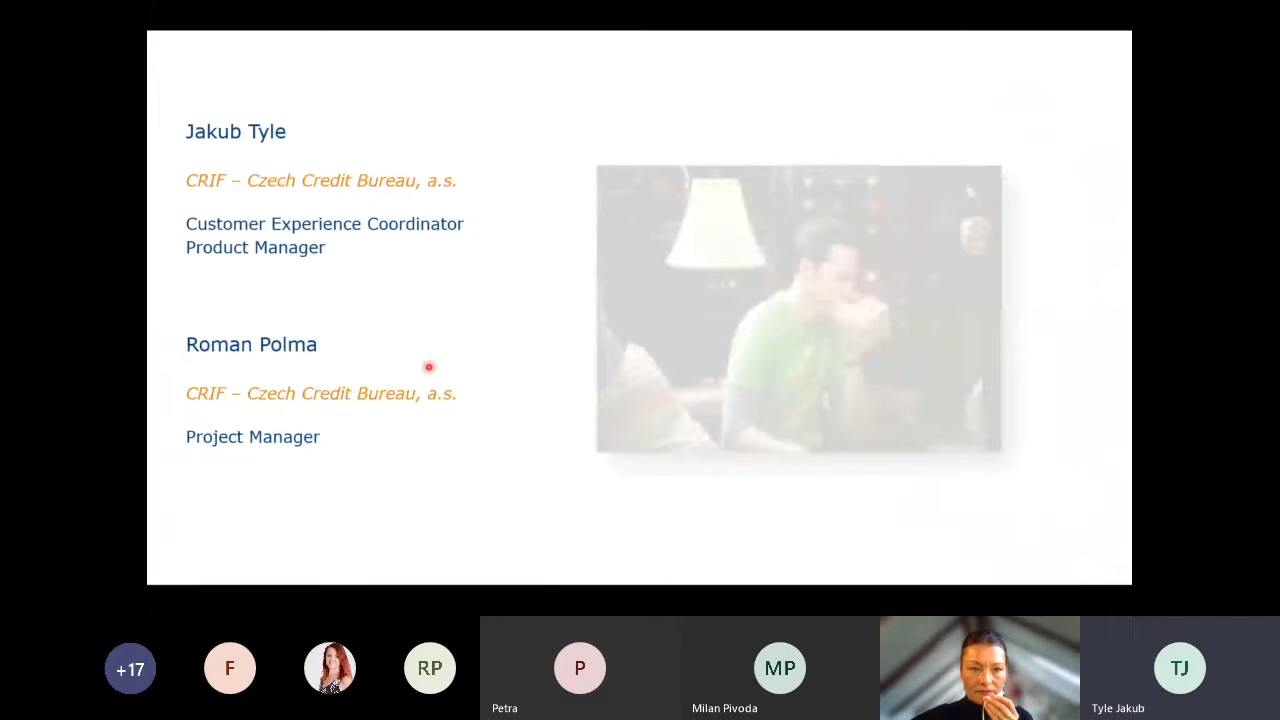 Jakub Tyle
CRIF – Czech Credit Bureau, a.s.
Customer Experience Coordinator
Product Manager
Roman Polma
CRIF – Czech Credit Bureau, a.s.
Project Manager
+17
F
RP
P
MP
TJ
Petra
Milan Pivoda
Tyle Jakub